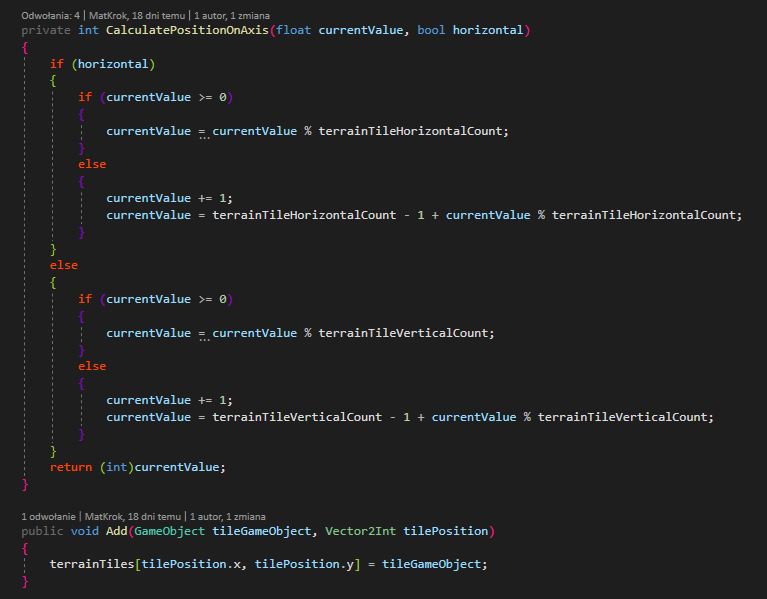 Odwołania: 4 | MatKrok, 18 dni temu | 1 autor, 1 zmiana
private int CalculatePositionOnAxis(float currentValue, bool horizontal)
{
    if (horizontal)
    {
        if (currentValue >= 0)
        {
            currentValue = currentValue % terrainTileHorizontalCount;
        }
        else
        {
            currentValue += 1;
            currentValue = terrainTileHorizontalCount - 1 + currentValue % terrainTileHorizontalCount;
        }
    }
    else
    {
        if (currentValue >= 0)
        {
            currentValue = currentValue % terrainTileVerticalCount;
        }
        else
        {
            currentValue += 1;
            currentValue = terrainTileVerticalCount - 1 + currentValue % terrainTileVerticalCount;
        }
    }
    return (int)currentValue;
}
1 odwołanie | MatKrok, 18 dni temu | 1 autor, 1 zmiana
public void Add(GameObject tileGameObject, Vector2Int tilePosition)
{
    terrainTiles[tilePosition.x, tilePosition.y] = tileGameObject;
}